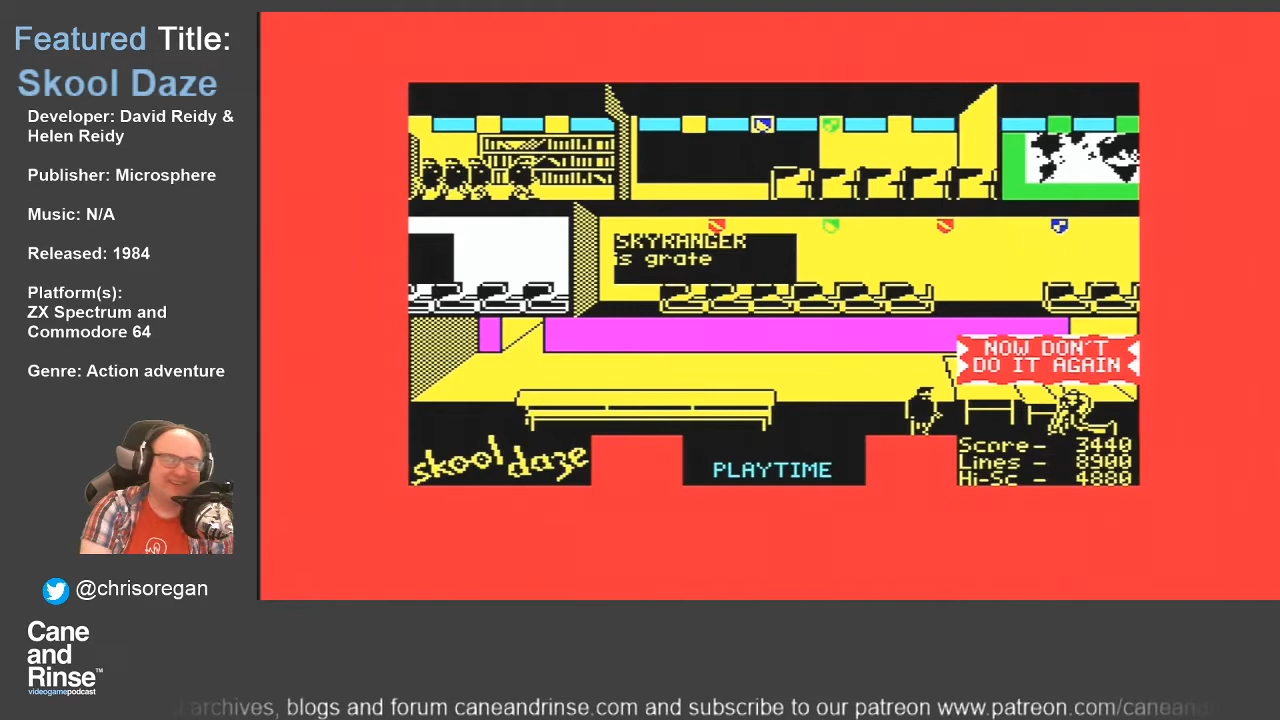 Featured Title:
Skool Daze
Developer: David Reidy &
Helen Reidy
Publisher: Microsphere
Music: N/A
Released: 1984
Platform(s):
ZX Spectrum and
Commodore 64
Genre: Action adventure
@chrisoregan
Cane
and
Rinse™
videogamepodcast
SKYRANGER
is grate
NOW DON'T
DO IT AGAIN
skool daze
PLAYTIME
Score- 3440
Lines - 8900
Hi-Sc - 4880
archives, blogs and forum caneandrinse.com and subscribe to our patreon www.patreon.com/canean